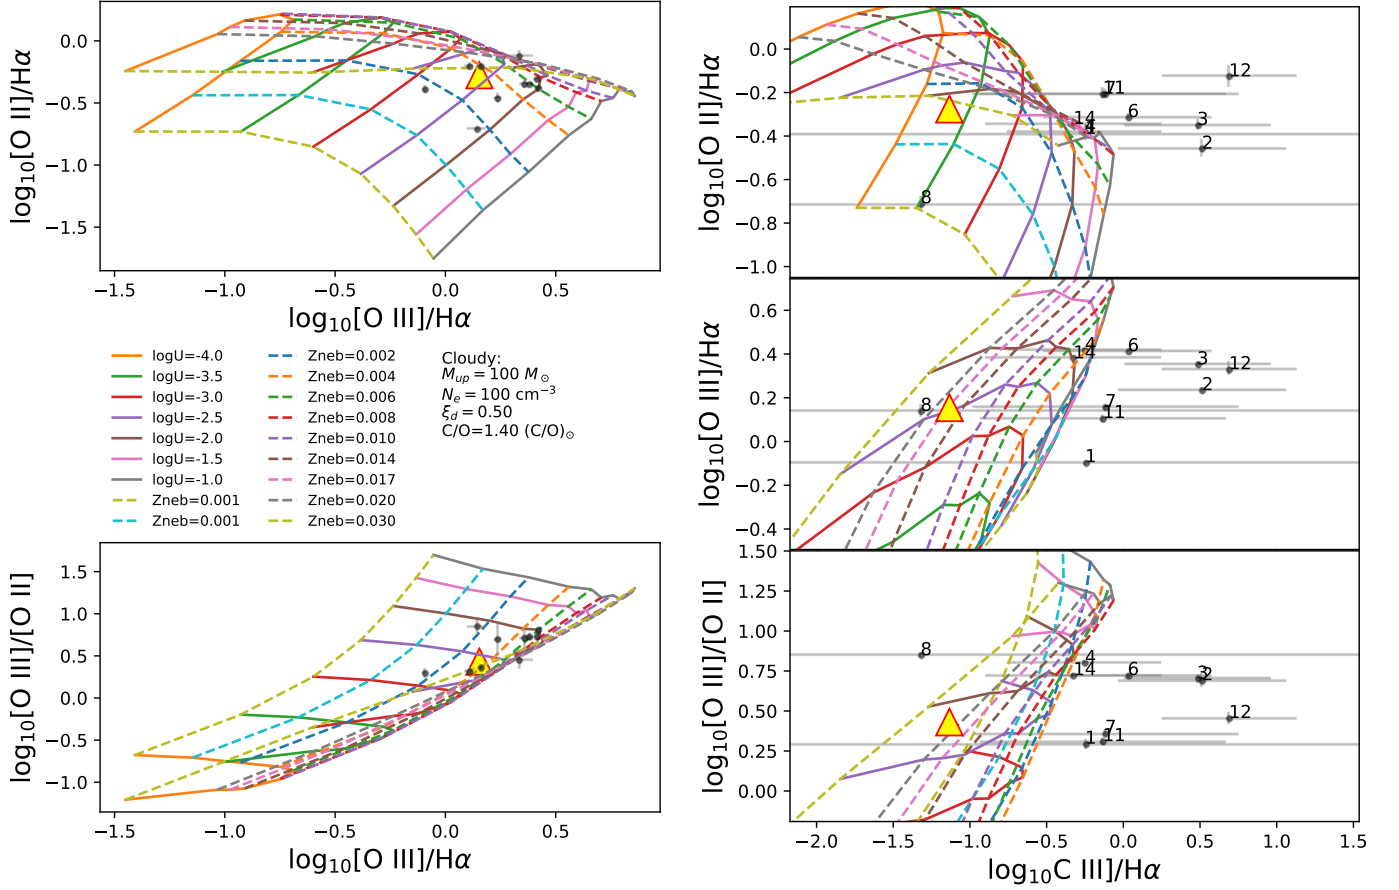 0.0
−0.5
−1.0
−1.5
log₁₀[O II]/Hα
−1.5
−1.0
−0.5
0.0
0.5
log₁₀[O III]/Hα
logU=-4.0
logU=-3.5
logU=-3.0
logU=-2.5
logU=-2.0
logU=-1.5
logU=-1.0
Zneb=0.001
Zneb=0.001
Zneb=0.002
Zneb=0.004
Zneb=0.006
Zneb=0.008
Zneb=0.010
Zneb=0.014
Zneb=0.017
Zneb=0.020
Zneb=0.030
Cloudy:
M_up = 100 M_⊙
N_e = 100 cm⁻³
ξ_d = 0.50
C/O=1.40 (C/O)_⊙
1.5
1.0
0.5
0.0
−0.5
−1.0
log₁₀[O III]/[O II]
−1.5
−1.0
−0.5
0.0
0.5
log₁₀[O III]/Hα
0.0
−0.2
−0.4
−0.6
−0.8
−1.0
log₁₀[O II]/Hα
12
11
7
6
14
3
4
2
8
0.6
0.4
0.2
0.0
−0.2
−0.4
log₁₀[O III]/Hα
4
6
14
3
12
2
8
7
11
1
1.50
1.25
1.00
0.75
0.50
0.25
0.00
log₁₀[O III]/[O II]
8
4
14
6
3
2
12
7
1
11
−2.0
−1.5
−1.0
−0.5
0.0
0.5
1.0
1.5
log₁₀C III]/Hα